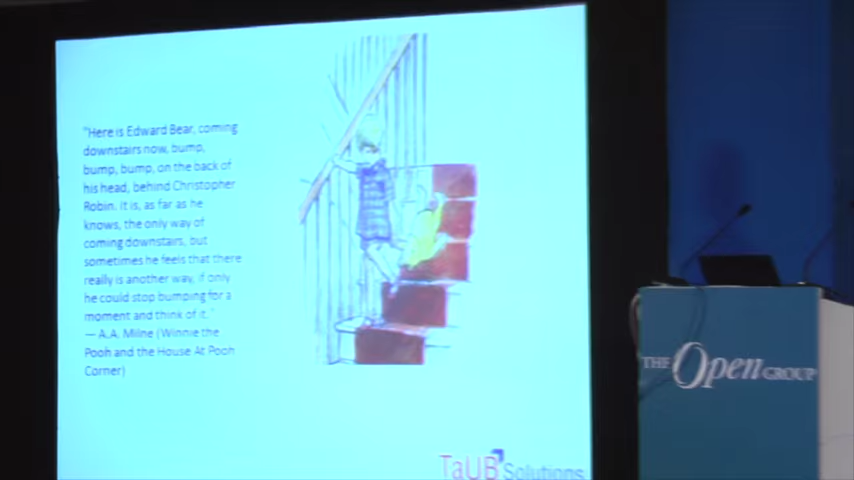 "Here is Edward Bear, coming
downstairs now, bump,
bump, bump, on the back of
his head, behind Christopher
Robin. It is, as far as he
knows, the only way of
coming downstairs, but
sometimes he feels that there
really is another way, if only
he could stop bumping for a
moment and think of it."
— A.A. Milne (Winnie the
Pooh and the House At Pooh
Corner)
TaUB Solutions
THE Open GROUP